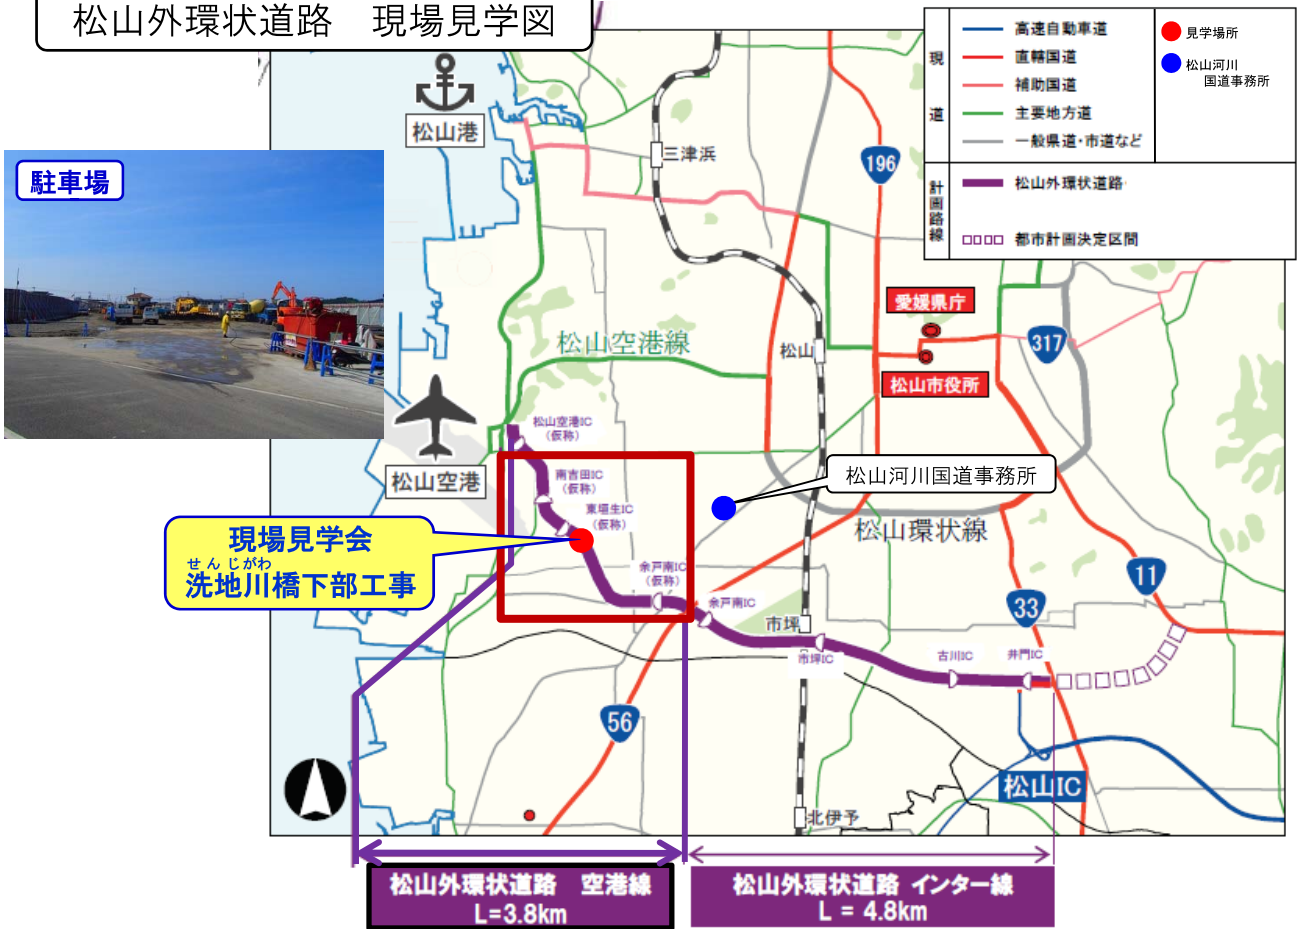 松山外環状道路　現場見学図
現道
高速自動車道
直轄国道
補助国道
主要地方道
一般県道・市道など
見学場所
松山河川
国道事務所
計画路線
松山外環状道路
都市計画決定区間
松山港
駐車場
三津浜
196
愛媛県庁
松山空港線
松山
317
松山市役所
松山空港IC
(仮称)
松山空港
南吉田IC
(仮称)
松山河川国道事務所
東垣生IC
(仮称)
松山環状線
現場見学会
せんじがわ
洗地川橋下部工事
余戸南IC
(仮称)
11
33
余戸南IC
市坪
市坪IC
古川IC
井門IC
56
松山IC
北伊予
松山外環状道路　空港線
L=3.8km
松山外環状道路 インター線
L = 4.8km